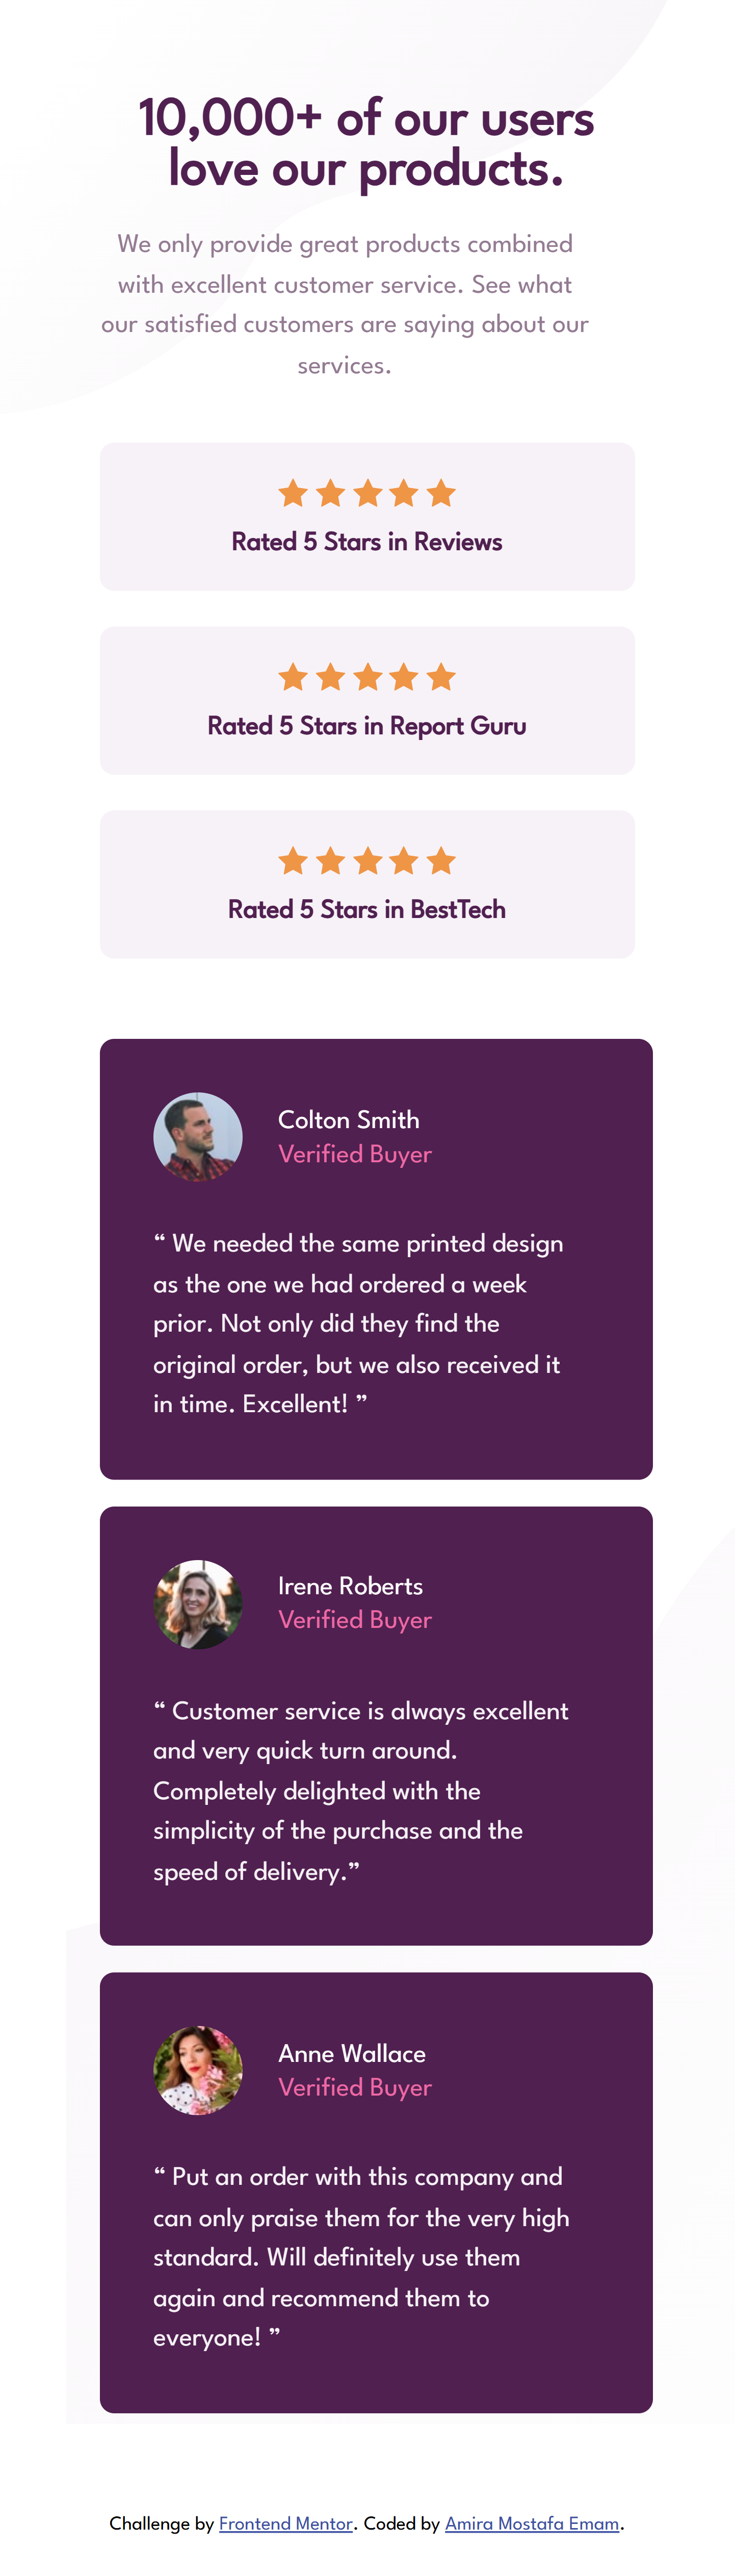 10,000+ of our users
love our products.
We only provide great products combined
with excellent customer service. See what
our satisfied customers are saying about our
services.
Rated 5 Stars in Reviews
Rated 5 Stars in Report Guru
Rated 5 Stars in BestTech
Colton Smith
Verified Buyer
“ We needed the same printed design
as the one we had ordered a week
prior. Not only did they find the
original order, but we also received it
in time. Excellent! ”
Irene Roberts
Verified Buyer
“ Customer service is always excellent
and very quick turn around.
Completely delighted with the
simplicity of the purchase and the
speed of delivery.”
Anne Wallace
Verified Buyer
“ Put an order with this company and
can only praise them for the very high
standard. Will definitely use them
again and recommend them to
everyone! ”
Challenge by Frontend Mentor. Coded by Amira Mostafa Emam.